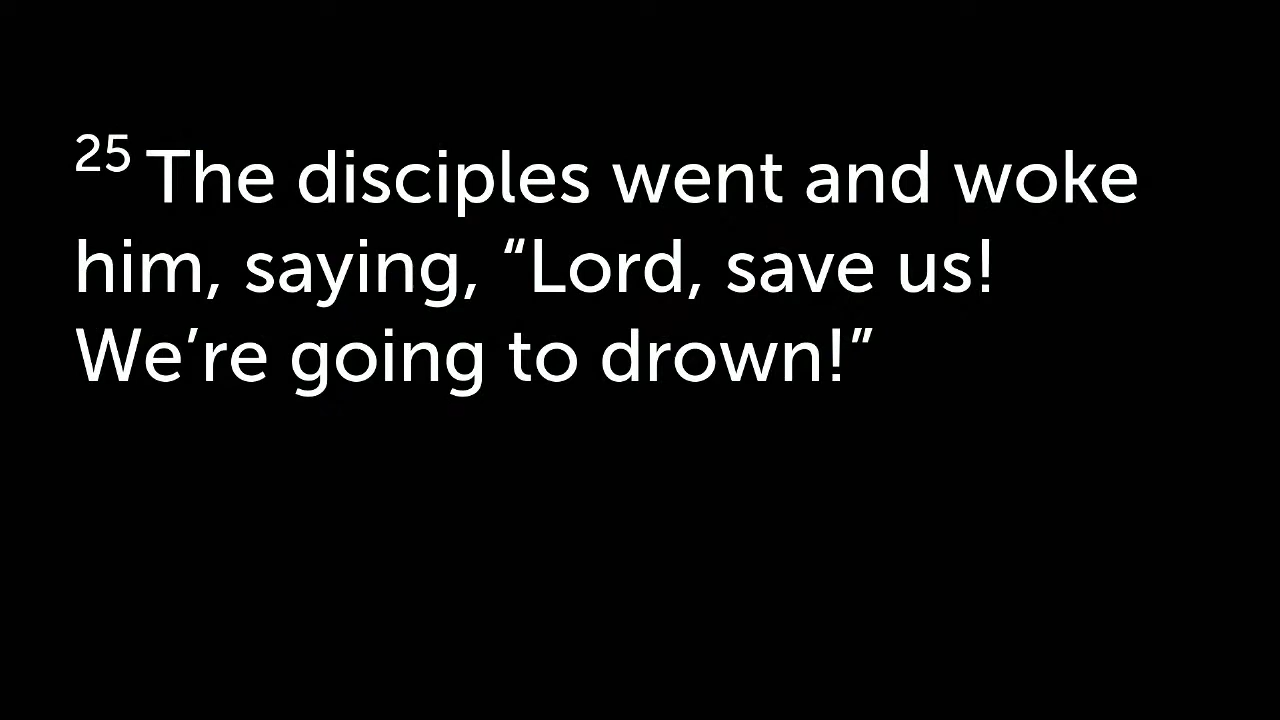 25 The disciples went and woke
him, saying, “Lord, save us!
We’re going to drown!”